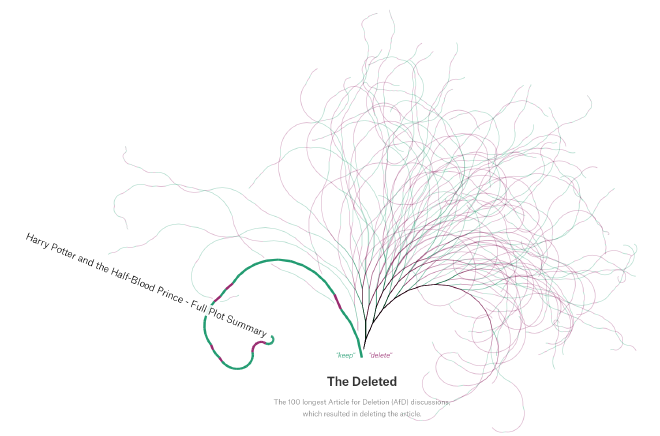 Harry Potter and the Half-Blood Prince - Full Plot Summary
"keep" "delete"
The Deleted
The 100 longest Article for Deletion (AfD) discussions,
which resulted in deleting the article.